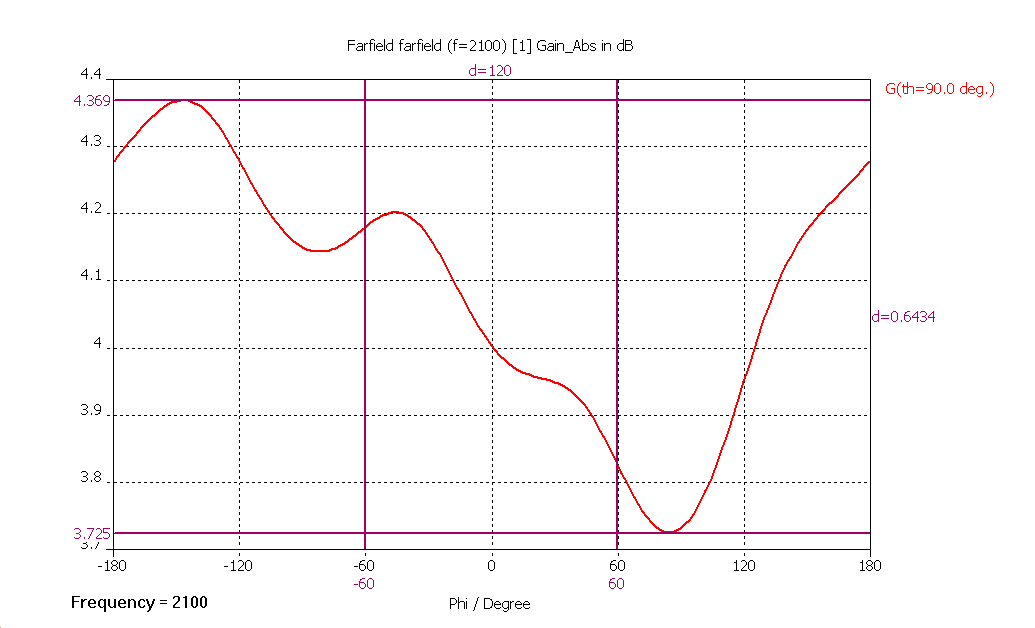 Farfield farfield (f=2100) [1] Gain_Abs in dB
d=120
4.4
G(th=90.0 deg.)
4.369
4.3
4.2
4.1
d=0.6434
4
3.9
3.8
3.725
3.7
-180 -120 -60 0 60 120 180
-60 60
Frequency = 2100
Phi / Degree